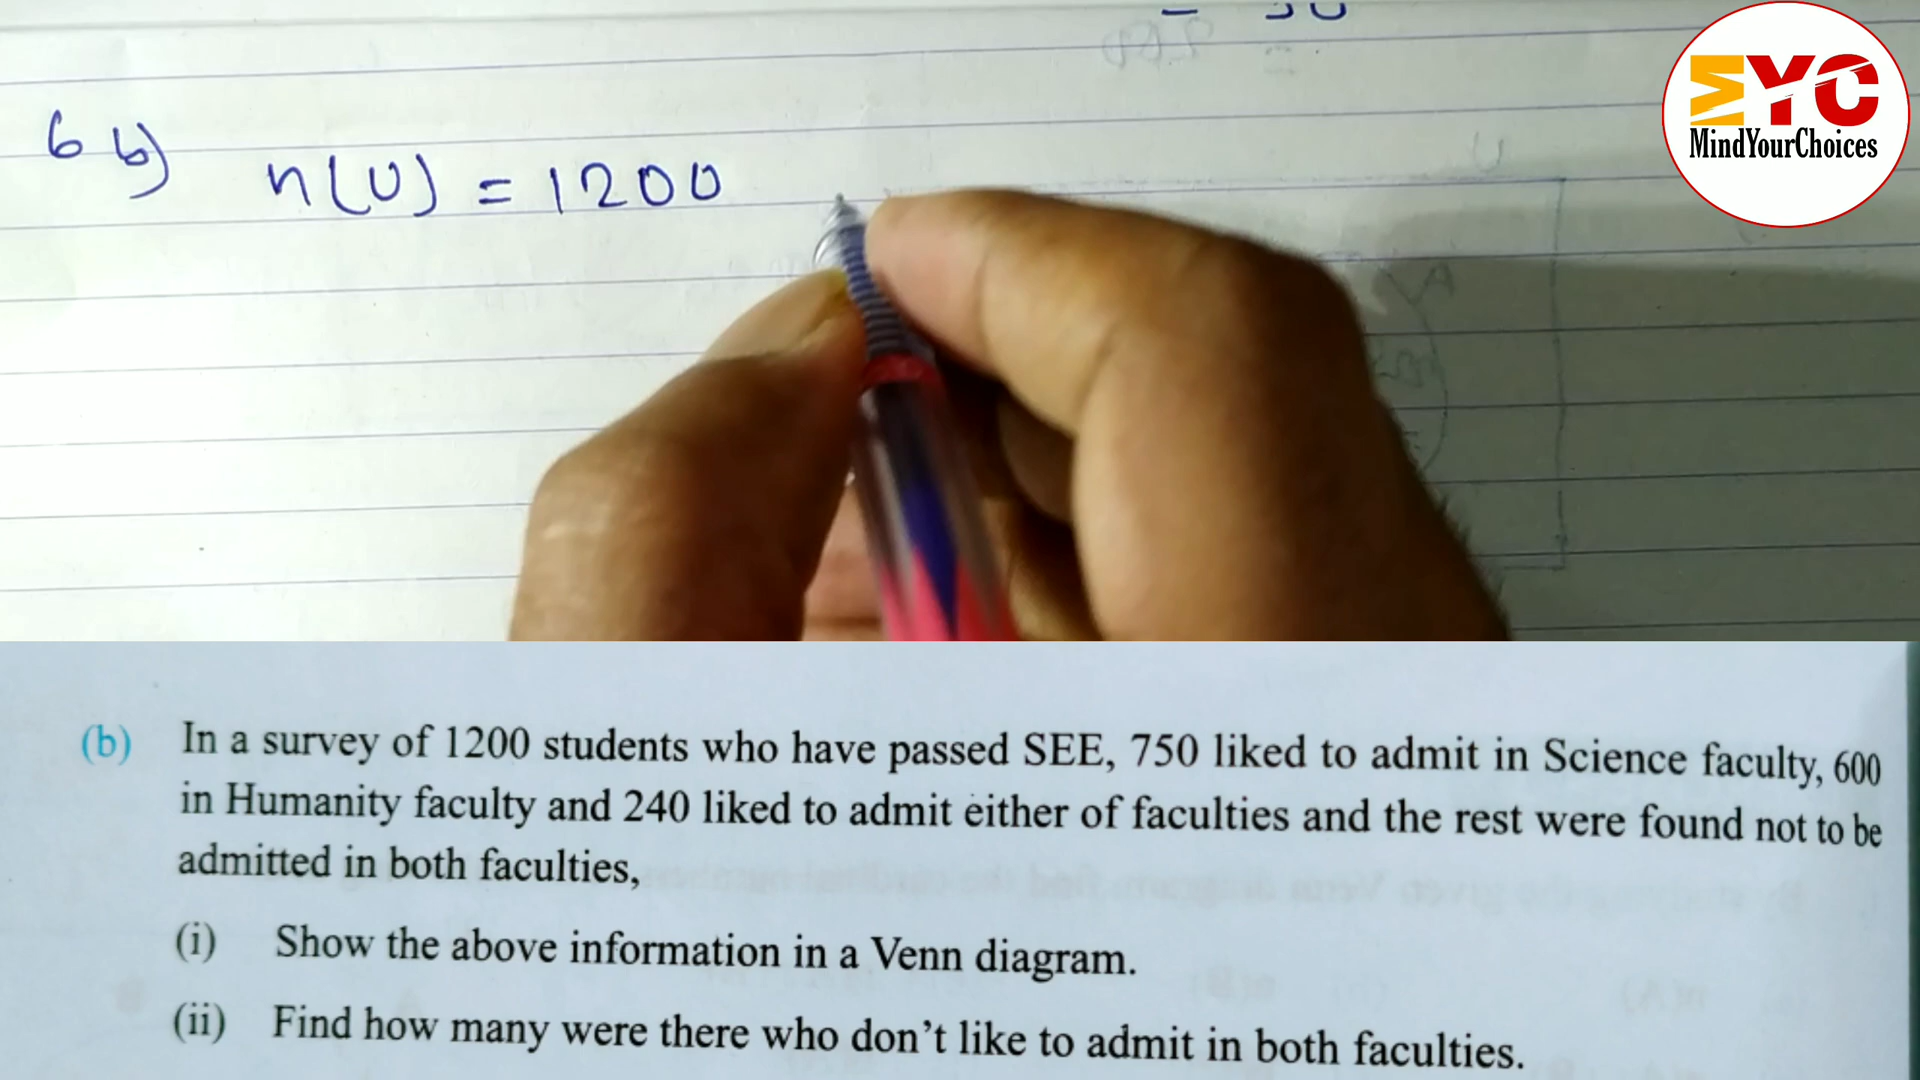 MYC
MindYourChoices
6 b) n(U) = 1200
(b) In a survey of 1200 students who have passed SEE, 750 liked to admit in Science faculty, 600
in Humanity faculty and 240 liked to admit either of faculties and the rest were found not to be
admitted in both faculties,
(i) Show the above information in a Venn diagram.
(ii) Find how many were there who don't like to admit in both faculties.